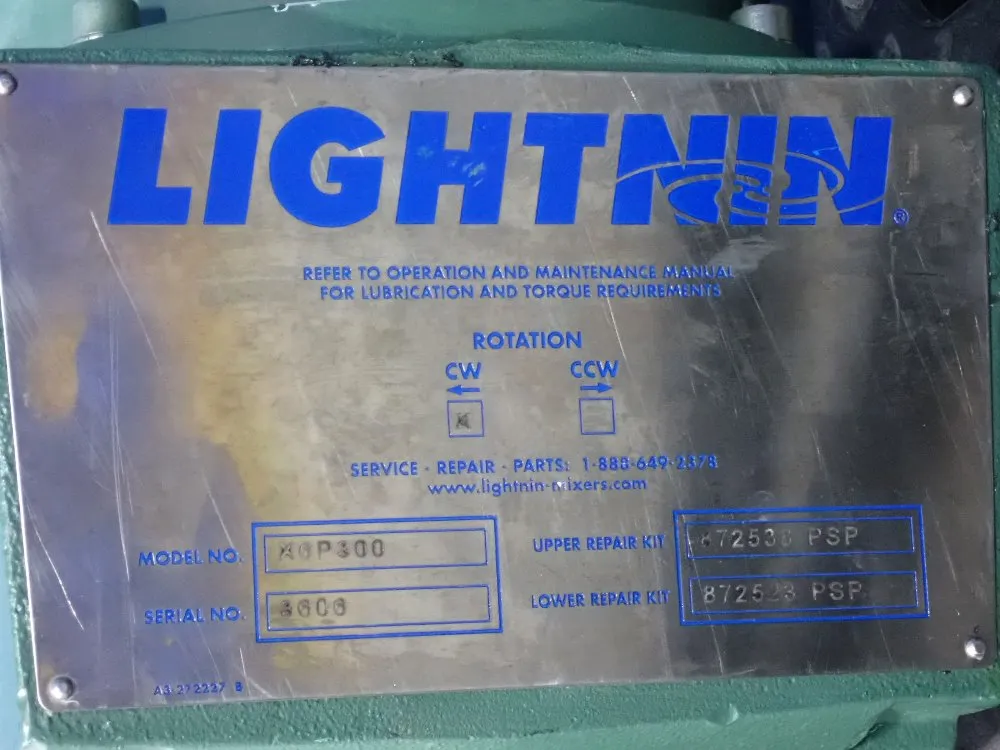 LIGHTNIN®
REFER TO OPERATION AND MAINTENANCE MANUAL
FOR LUBRICATION AND TORQUE REQUIREMENTS
ROTATION
CW CCW
X
SERVICE - REPAIR - PARTS: 1-888-649-2378
www.lightnin-mixers.com
MODEL NO.
UPPER REPAIR KIT PSP
SERIAL NO.
LOWER REPAIR KIT PSP